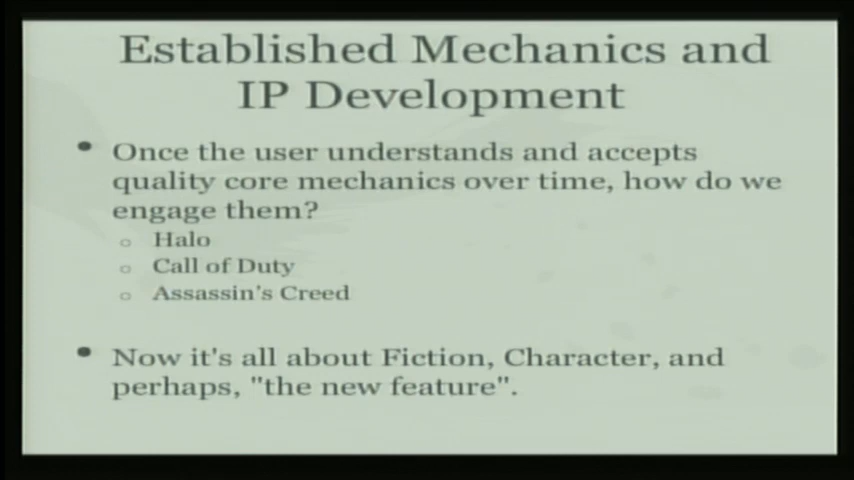 Established Mechanics and
IP Development
• Once the user understands and accepts
quality core mechanics over time, how do we
engage them?
o Halo
o Call of Duty
o Assassin's Creed
• Now it's all about Fiction, Character, and
perhaps, "the new feature".